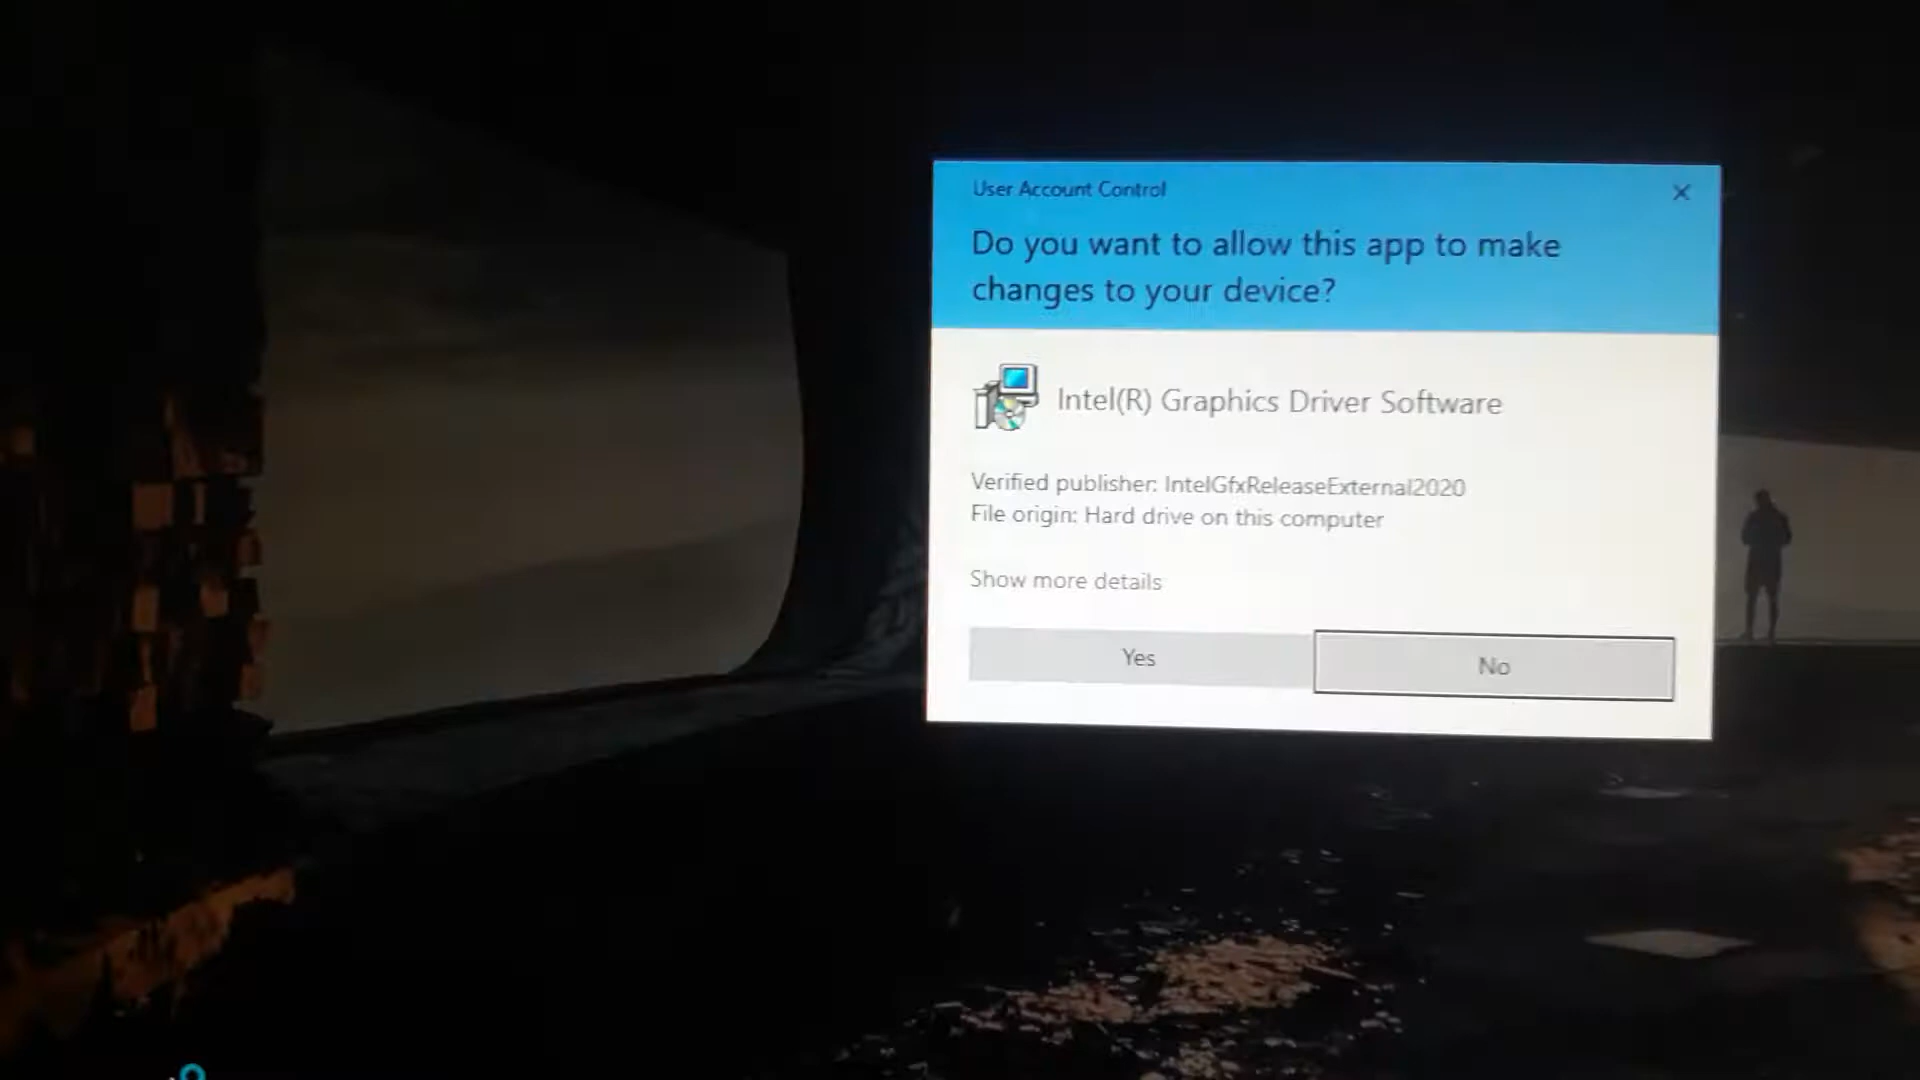 User Account Control
Do you want to allow this app to make
changes to your device?
Intel(R) Graphics Driver Software
Verified publisher: IntelGfxReleaseExternal2020
File origin: Hard drive on this computer
Show more details
Yes
No